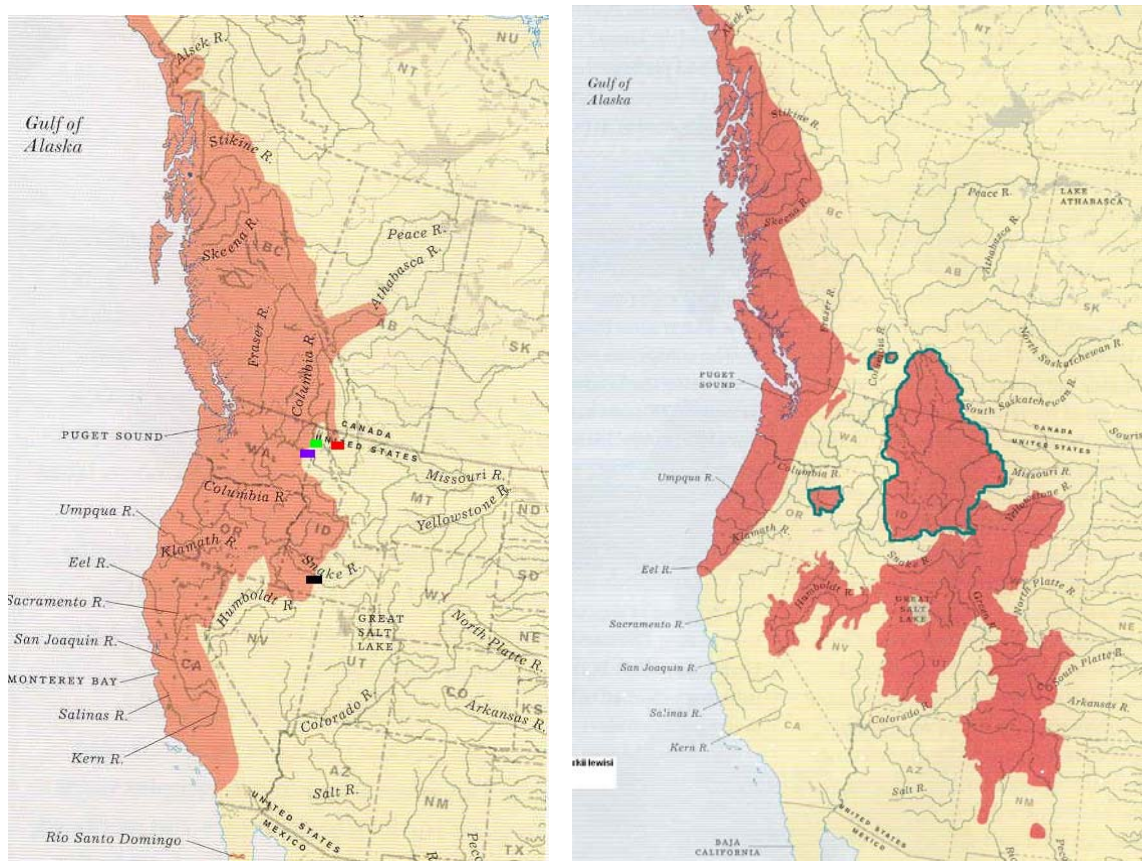 Alsek R.
NU
NT
Gulf of
Alaska
Stikine R.
Skeena R.
BC
Peace R.
Athabasca R.
AB
Fraser R.
SK
Columbia R.
PUGET SOUND
CANADA
UNITED STATES
WA
Missouri R.
Columbia R.
MT
Yellowstone R.
ND
Umpqua R.
OR
ID
Klamath R.
Eel R.
Snake R.
SD
Sacramento R.
Humboldt R.
WY
GREAT
SALT
LAKE
North Platte R.
NE
San Joaquin R.
NV
UT
CA
MONTEREY BAY
CO
KS
Arkansas R.
Salinas R.
Colorado R.
Kern R.
AZ
Salt R.
NM
UNITED STATES
MEXICO
Río Santo Domingo
TX
Alsek R.
NT
Gulf of
Alaska
Stikine R.
Peace R.
LAKE
ATHABASCA
Skeena R.
BC
Athabasca R.
AB
SK
Fraser R.
Columbia R.
North Saskatchewan R.
PUGET
SOUND
South Saskatchewan R.
CANADA
UNITED STATES
WA
Columbia R.
Missouri R.
Umpqua R.
OR
ID
Yellowstone R.
Klamath R.
Snake R.
Eel R.
Humboldt R.
GREAT
SALT
LAKE
Green R.
North Platte R.
NE
Sacramento R.
NV
UT
San Joaquin R.
South Platte R.
CO
Salinas R.
Colorado R.
Arkansas R.
CA
Kern R.
rkii lewisi
AZ
Salt R.
NM
UNITED STATES
MEXICO
BAJA
CALIFORNIA